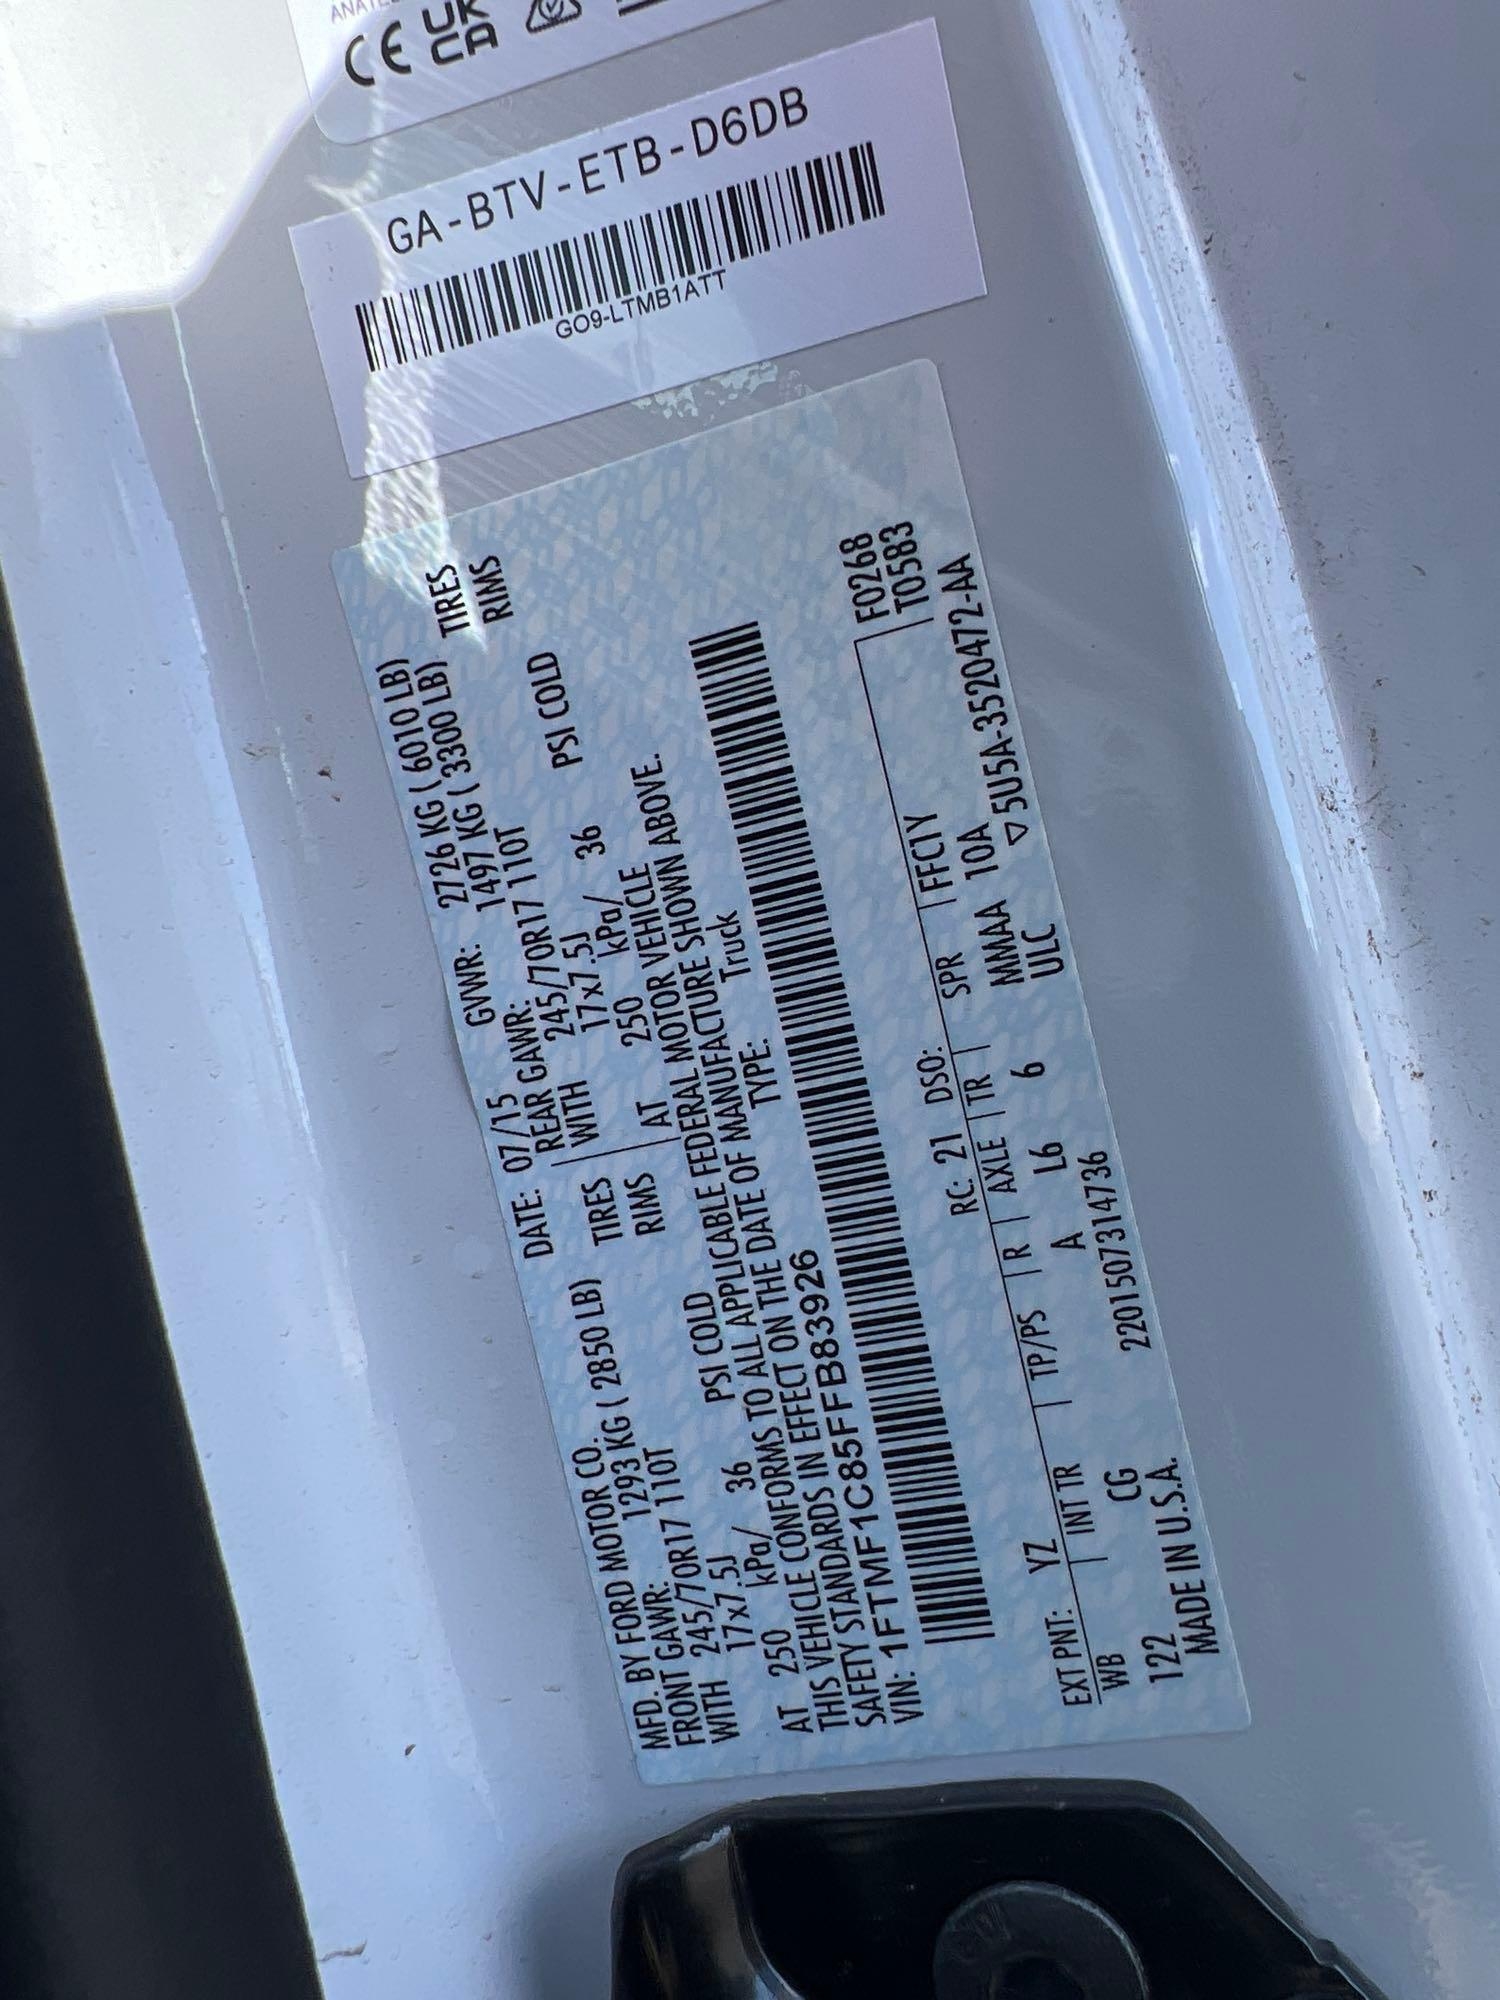 CE UK CA
GA-BTV-ETB-D6DB
GO9-LTMB1ATT
MFD. BY FORD MOTOR CO. DATE: 07/15 GVWR: 2726 KG ( 6010 LB)
FRONT GAWR: 1293 KG ( 2850 LB) REAR GAWR: 1497 KG ( 3300 LB)
WITH 245/70R17 110T TIRES WITH 245/70R17 110T TIRES
17x7.5J RIMS 17x7.5J RIMS
AT 250 kPa/ 36 PSI COLD AT 250 kPa/ 36 PSI COLD
THIS VEHICLE CONFORMS TO ALL APPLICABLE FEDERAL MOTOR VEHICLE
SAFETY STANDARDS IN EFFECT ON THE DATE OF MANUFACTURE SHOWN ABOVE.
VIN: 1FTMF1C85FFB83926 TYPE: Truck
F0268
T0583
EXT PNT: YZ RC: 21 DSO: FFC1Y
WB INT TR TP/PS R AXLE TR SPR
122 CG A L6 6 MMAA 10A
MADE IN U.S.A. 2201507314736 ULC ▽5U5A-3520472-AA